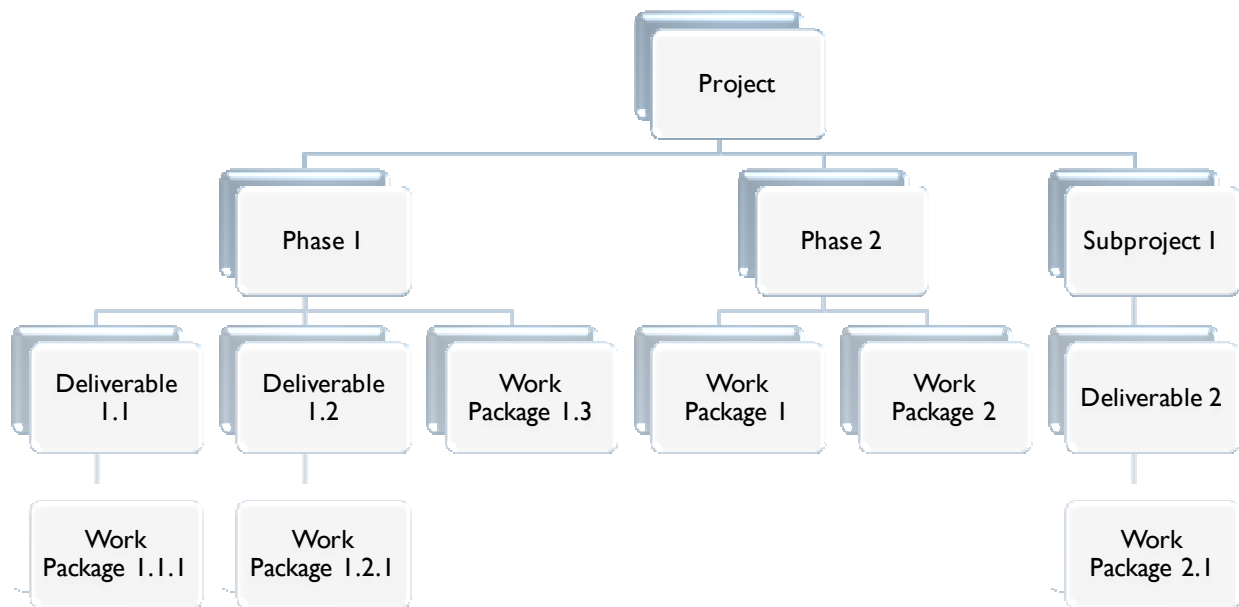 Project
Phase 1
Phase 2
Subproject 1
Deliverable
1.1
Deliverable
1.2
Work
Package 1.3
Work
Package 1
Work
Package 2
Deliverable 2
Work
Package 1.1.1
Work
Package 1.2.1
Work
Package 2.1